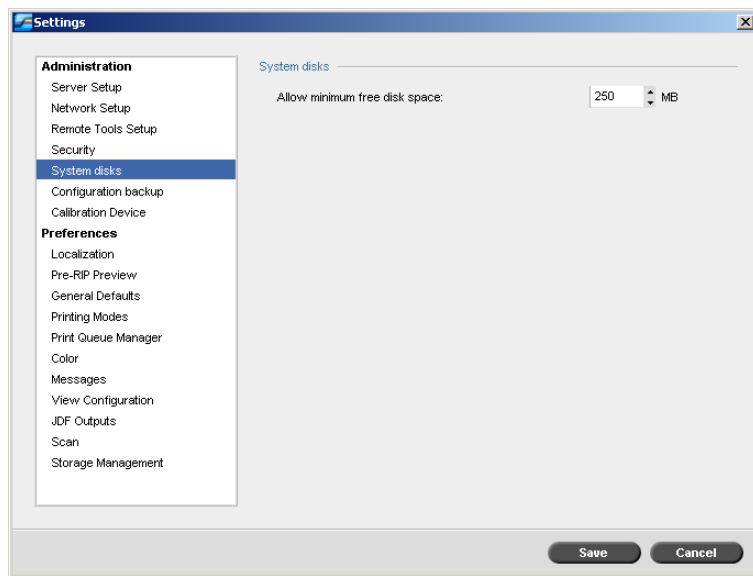 Settings
Administration
Server Setup
Network Setup
Remote Tools Setup
Security
System disks
Configuration backup
Calibration Device
Preferences
Localization
Pre-RIP Preview
General Defaults
Printing Modes
Print Queue Manager
Color
Messages
View Configuration
JDF Outputs
Scan
Storage Management
System disks
Allow minimum free disk space: 250 MB
Save Cancel